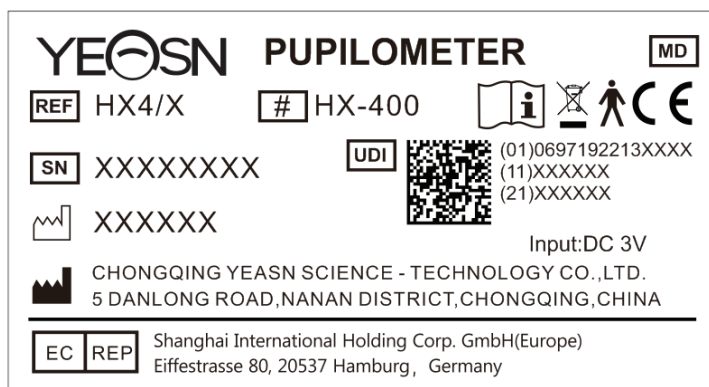 YEASN PUPILOMETER MD
REF HX4/X # HX-400 i CE
SN XXXXXXXX
UDI (01)0697192213XXXX
(11)XXXXXX
(21)XXXXXX
XXXXXX
Input:DC 3V
CHONGQING YEASN SCIENCE - TECHNOLOGY CO.,LTD.
5 DANLONG ROAD,NANAN DISTRICT,CHONGQING,CHINA
EC REP Shanghai International Holding Corp. GmbH(Europe)
Eiffestrasse 80, 20537 Hamburg, Germany